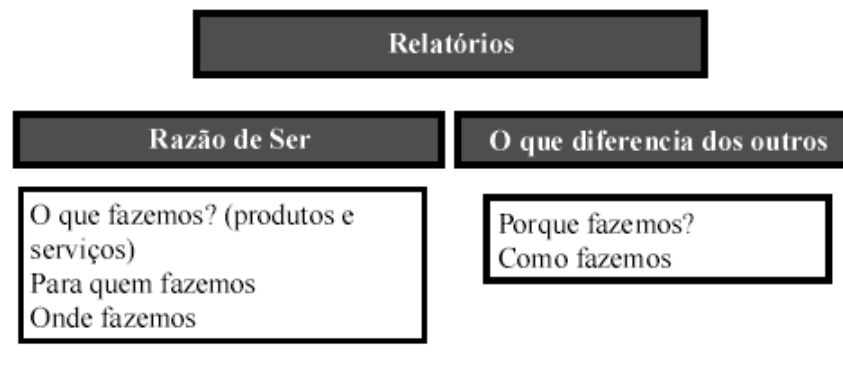 Relatórios
Razão de Ser
O que fazemos? (produtos e
serviços)
Para quem fazemos
Onde fazemos
O que diferencia dos outros
Porque fazemos?
Como fazemos